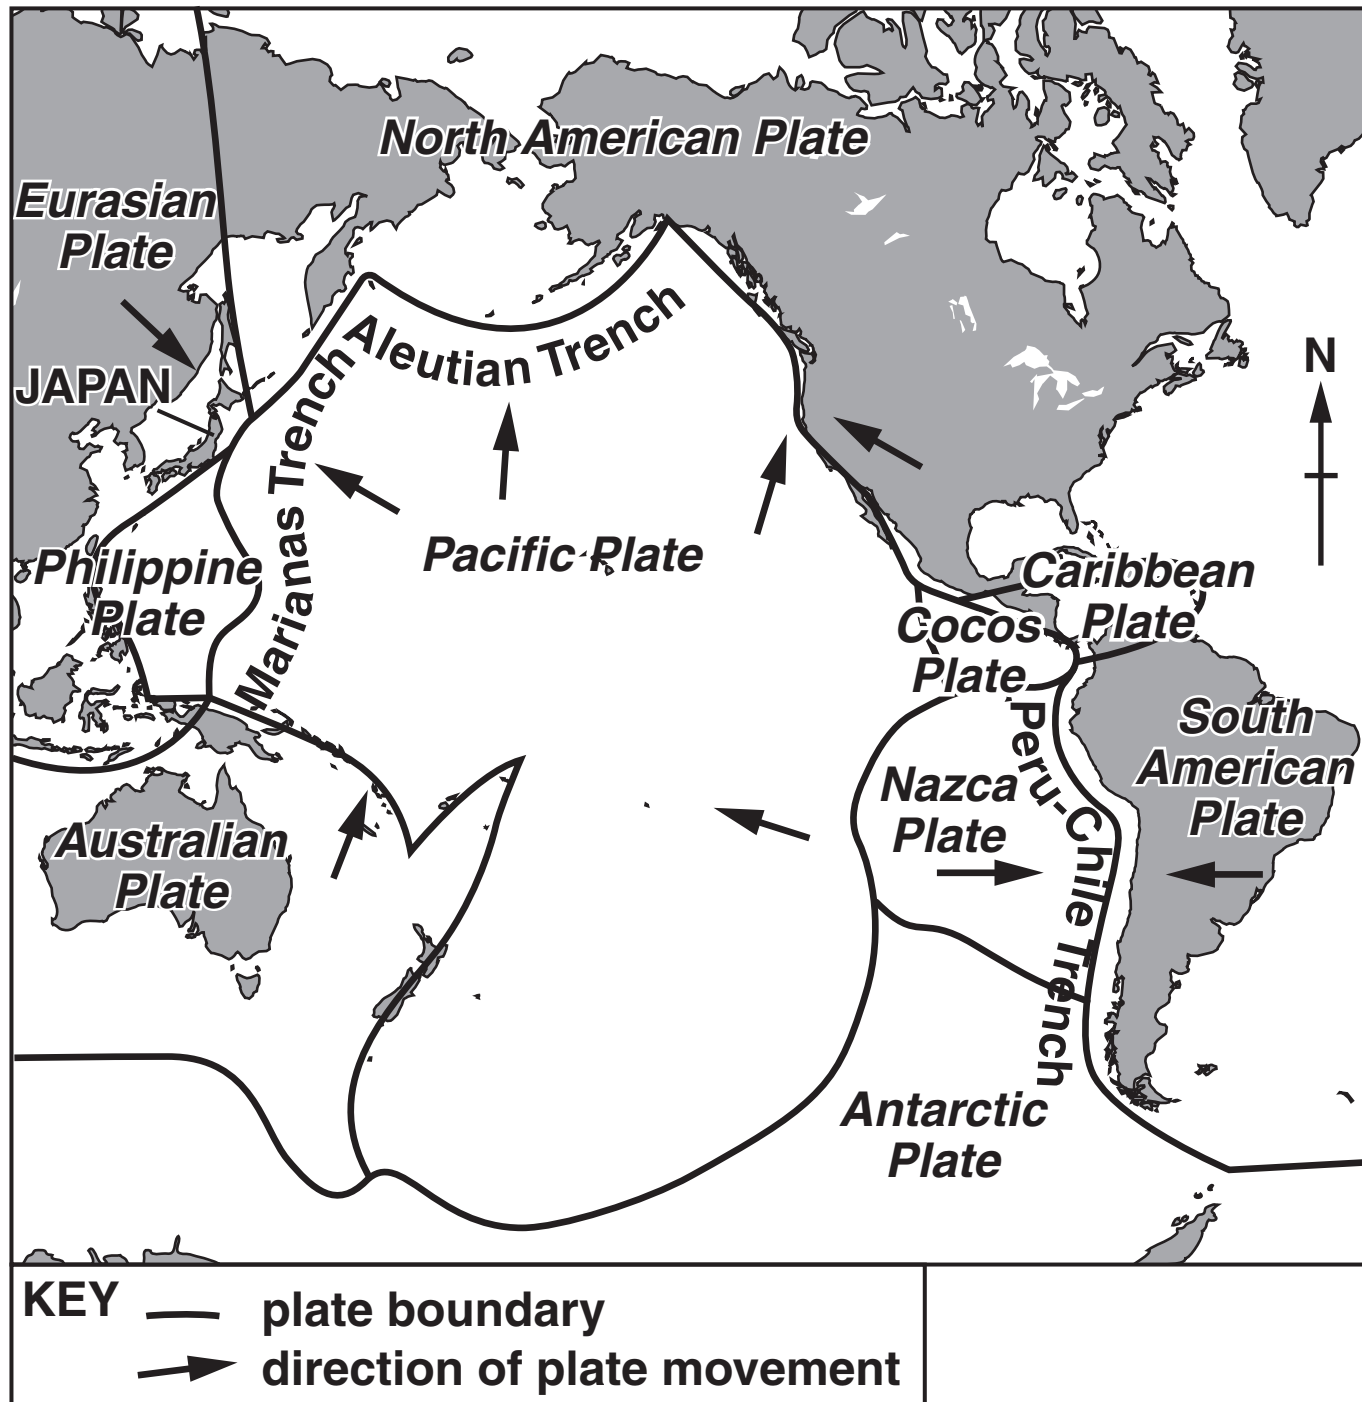 North American Plate
Eurasian
Plate
JAPAN
Aleutian Trench
Marianas Trench
N
Pacific Plate
Philippine
Plate
Caribbean
Plate
Cocos
Plate
Peru-Chile Trench
South
American
Plate
Nazca
Plate
Australian
Plate
Antarctic
Plate
KEY
plate boundary
direction of plate movement